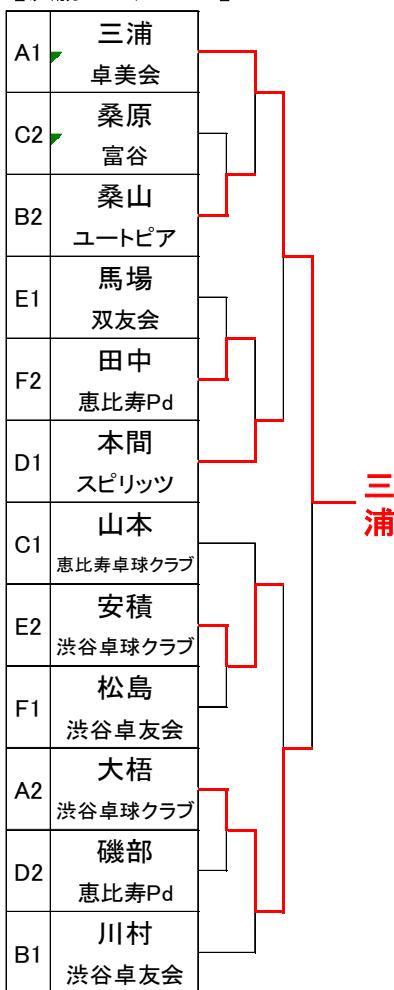 A1
三浦
卓美会
C2
桑原
富谷
B2
桑山
ユートピア
E1
馬場
双友会
F2
田中
恵比寿Pd
D1
本間
スピリッツ
C1
山本
恵比寿卓球クラブ
E2
安積
渋谷卓球クラブ
F1
松島
渋谷卓友会
A2
大梧
渋谷卓球クラブ
D2
磯部
恵比寿Pd
B1
川村
渋谷卓友会
三浦